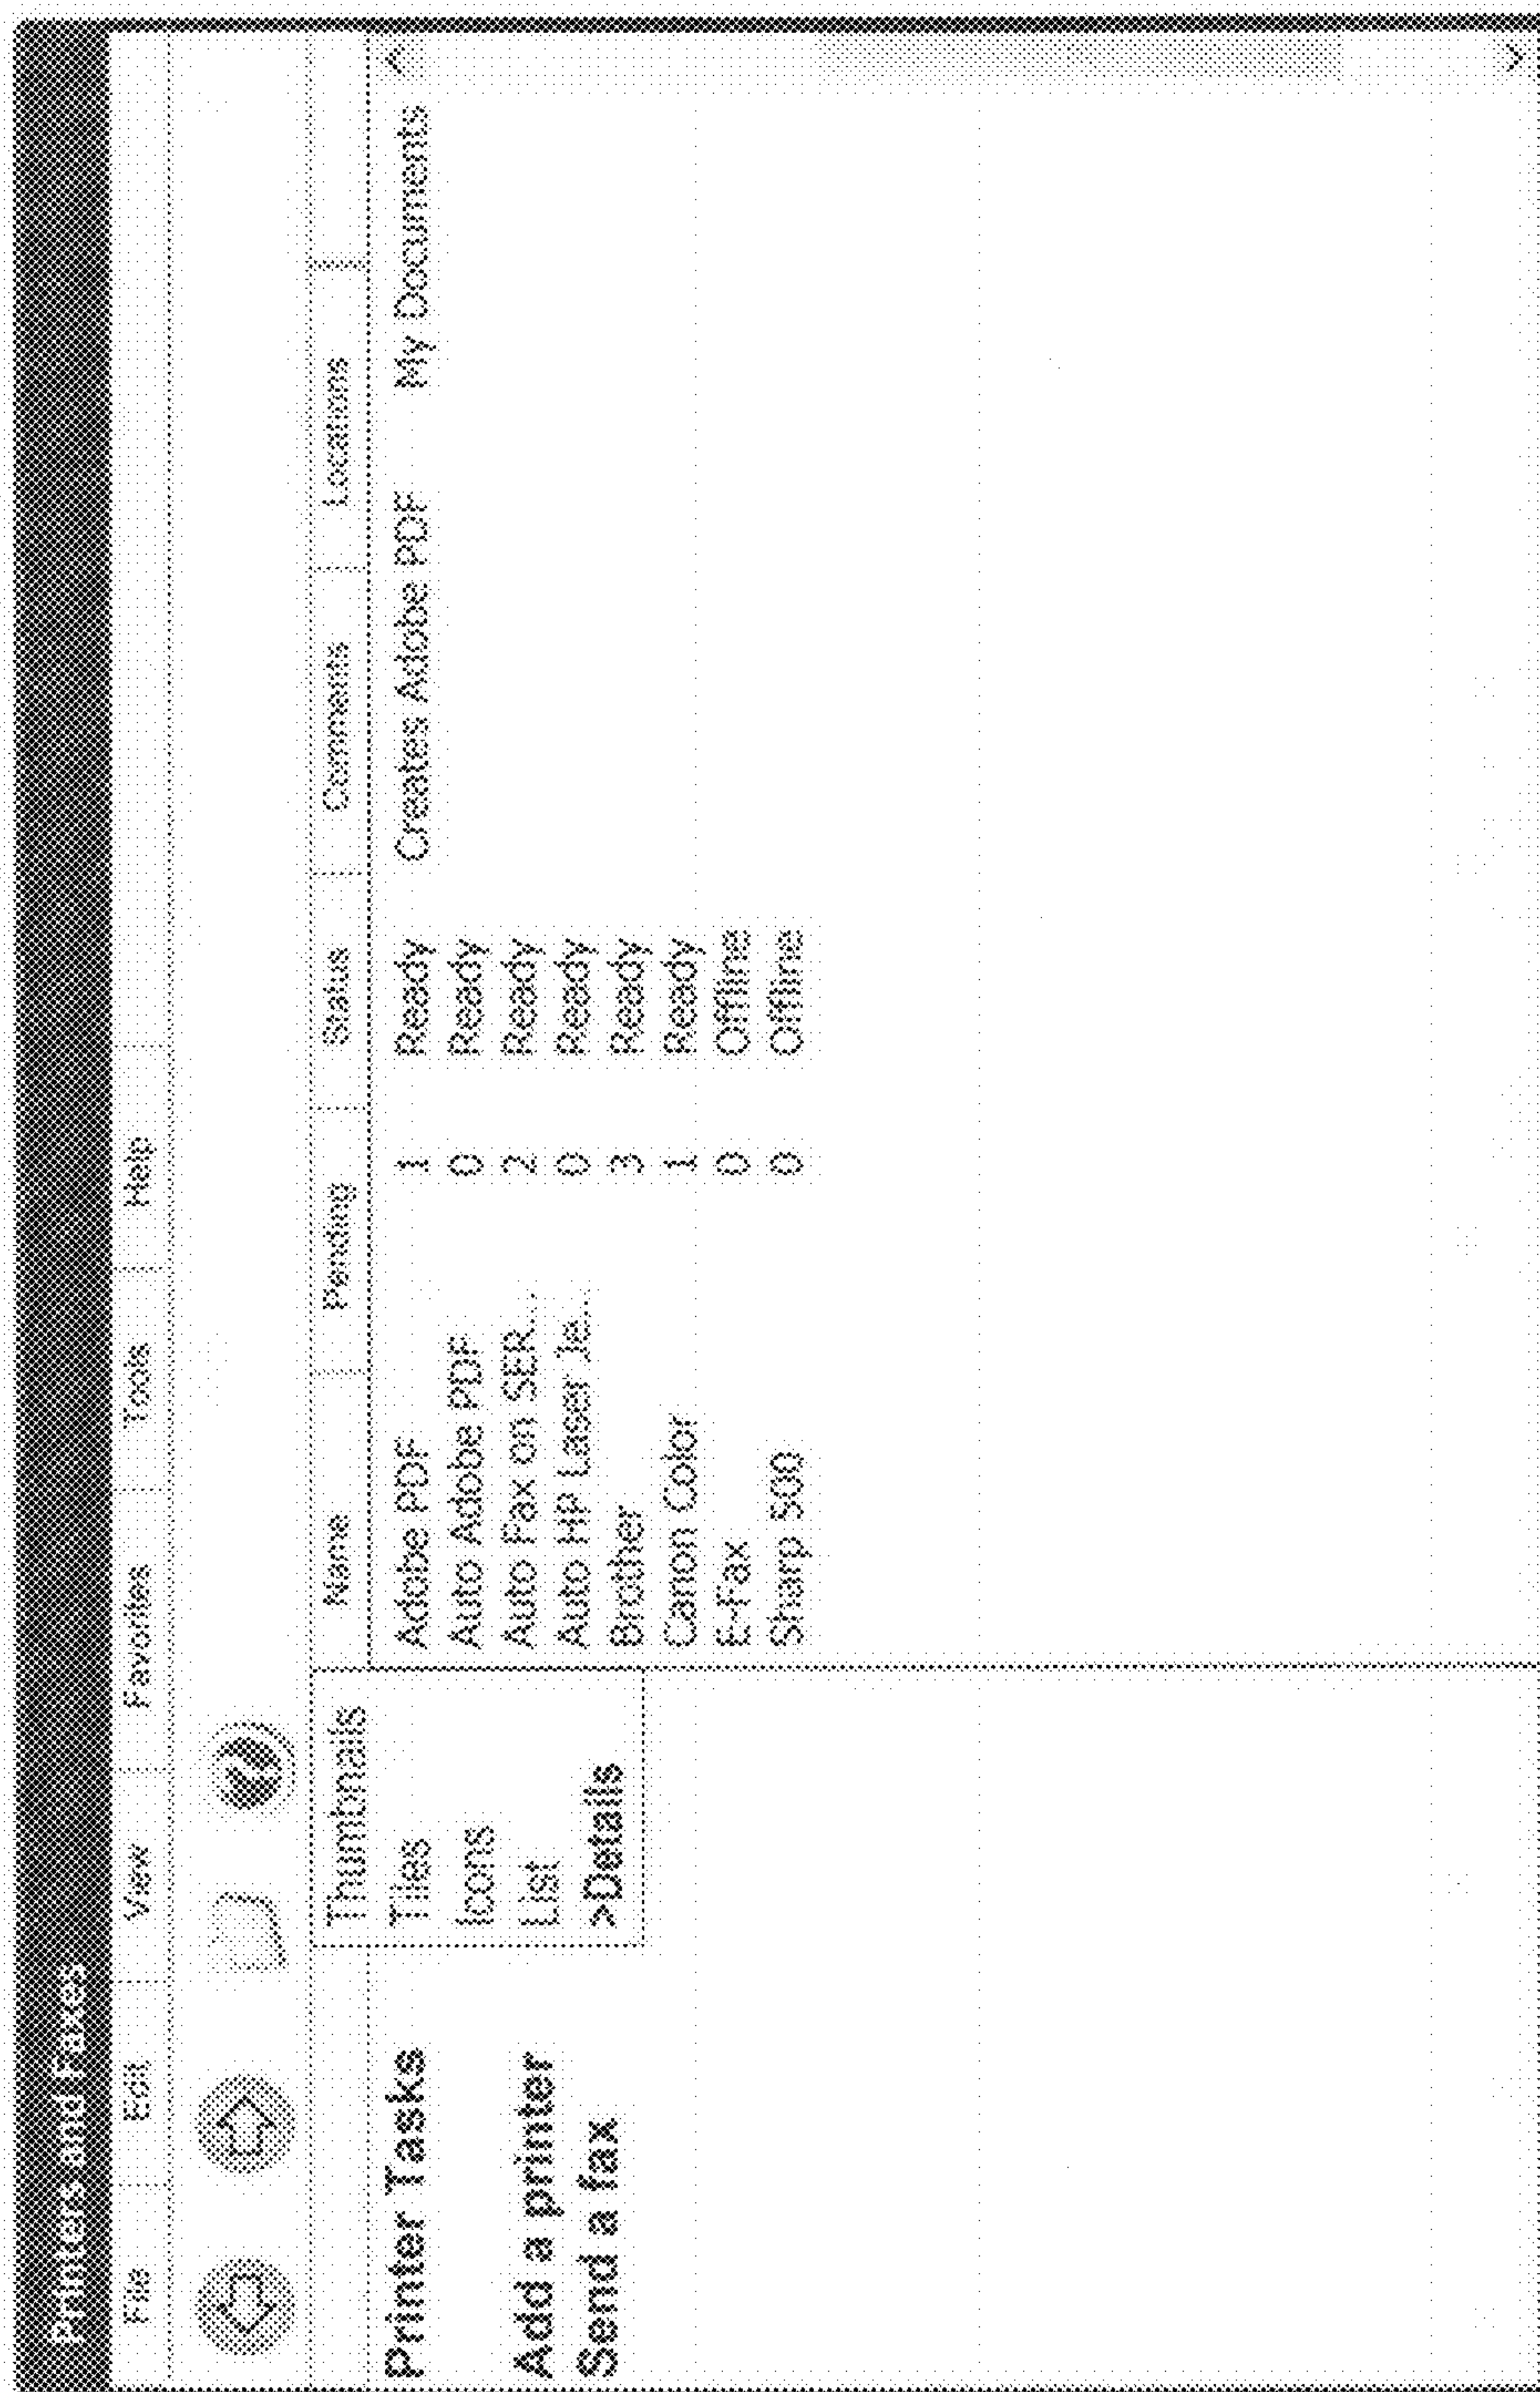 Printers and Faxes
File Edit View Favorites Tools Help
Thumbnails
Tiles
Icons
List
>Details
Printer Tasks
Add a printer
Send a fax
Name Pending Status Comments Locations
Adobe PDF 1 Ready Creates Adobe PDF My Documents
Auto Adobe PDF 0 Ready
Auto Fax on SER... 2 Ready
Auto HP Laser Je... 0 Ready
Brother 3 Ready
Canon Color 1 Ready
E-Fax 0 Offline
Sharp 500 0 Offline